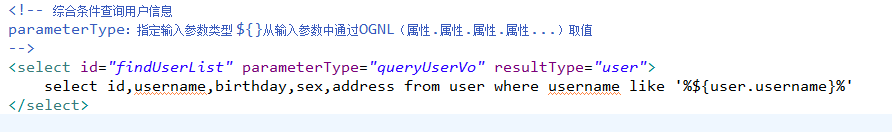 <!-- 综合条件查询用户信息
parameterType：指定输入参数类型 ${}从输入参数中通过OGNL（属性.属性.属性.属性...）取值
-->
<select id="findUserList" parameterType="queryUserVo" resultType="user">
select id,username,birthday,sex,address from user where username like '%${user.username}%'
</select>